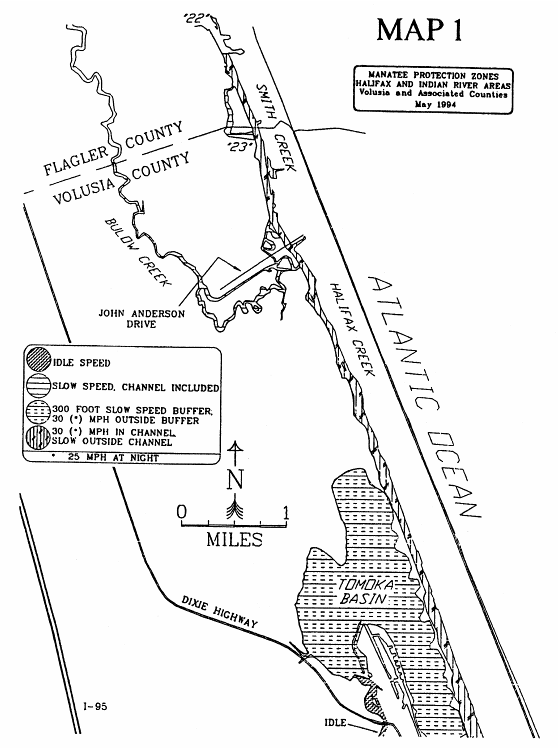 "22"
MAP 1
MANATEE PROTECTION ZONES
HALIFAX AND INDIAN RIVER AREAS
Volusia and Associated Counties
May 1994
SMITH CREEK
"23"
FLAGLER COUNTY
VOLUSIA COUNTY
BULOW CREEK
JOHN ANDERSON
DRIVE
HALIFAX CREEK
ATLANTIC OCEAN
IDLE SPEED
SLOW SPEED, CHANNEL INCLUDED
300 FOOT SLOW SPEED BUFFER,
30 (*) MPH OUTSIDE BUFFER
30 (*) MPH IN CHANNEL,
SLOW OUTSIDE CHANNEL
* 25 MPH AT NIGHT
N
0 1
MILES
TOMOKA
BASIN
DIXIE HIGHWAY
I-95
IDLE